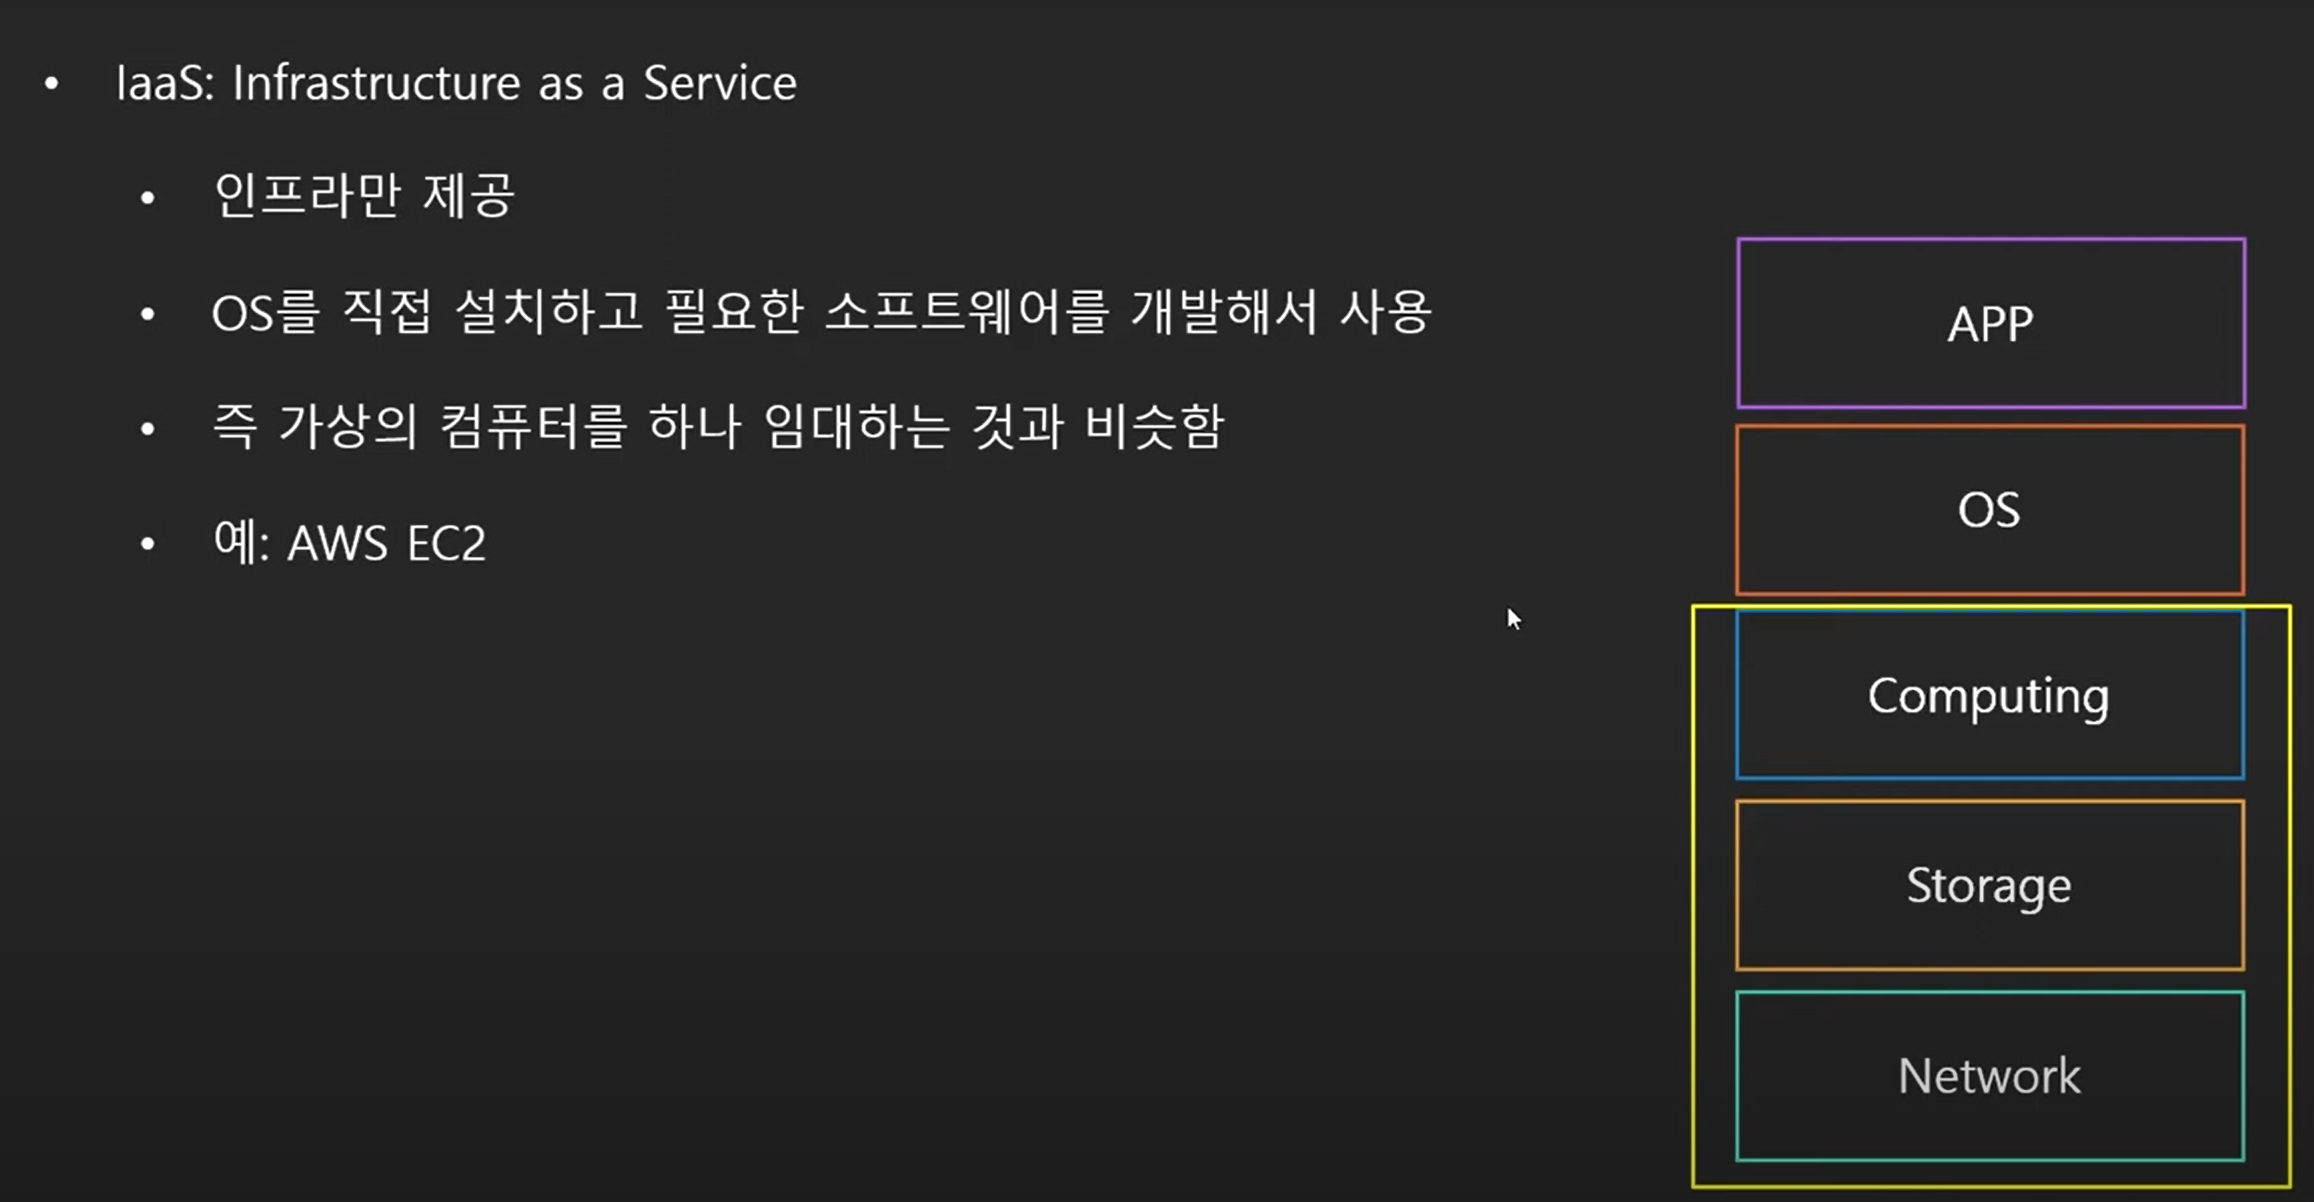 • IaaS: Infrastructure as a Service
• 인프라만 제공
• OS를 직접 설치하고 필요한 소프트웨어를 개발해서 사용
• 즉 가상의 컴퓨터를 하나 임대하는 것과 비슷함
• 예: AWS EC2
APP
OS
Computing
Storage
Network